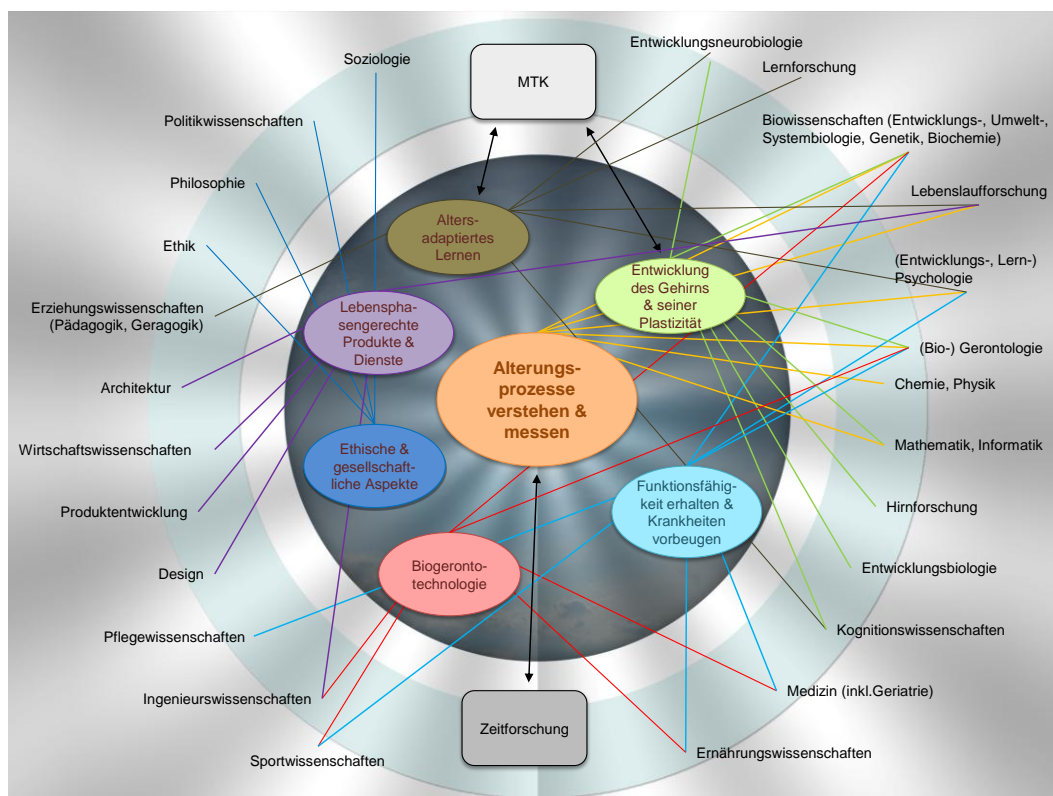 Soziologie
MTK
Entwicklungsneurobiologie
Lernforschung
Politikwissenschaften
Biowissenschaften (Entwicklungs-, Umwelt-,
Systembiologie, Genetik, Biochemie)
Philosophie
Lebenslaufforschung
Alters-
adaptiertes
Lernen
Ethik
(Entwicklungs-, Lern-)
Psychologie
Entwicklung
des Gehirns
& seiner
Plastizität
Erziehungswissenschaften
(Pädagogik, Geragogik)
Lebenspha-
sengerechte
Produkte &
Dienste
(Bio-) Gerontologie
Alterungs-
prozesse
verstehen &
messen
Architektur
Chemie, Physik
Wirtschaftswissenschaften
Mathematik, Informatik
Ethische &
gesellschaft-
liche Aspekte
Funktionsfähig-
keit erhalten &
Krankheiten
vorbeugen
Produktentwicklung
Hirnforschung
Design
Biogeronto-
technologie
Entwicklungsbiologie
Pflegewissenschaften
Kognitionswissenschaften
Ingenieurswissenschaften
Medizin (inkl.Geriatrie)
Zeitforschung
Sportwissenschaften
Ernährungswissenschaften